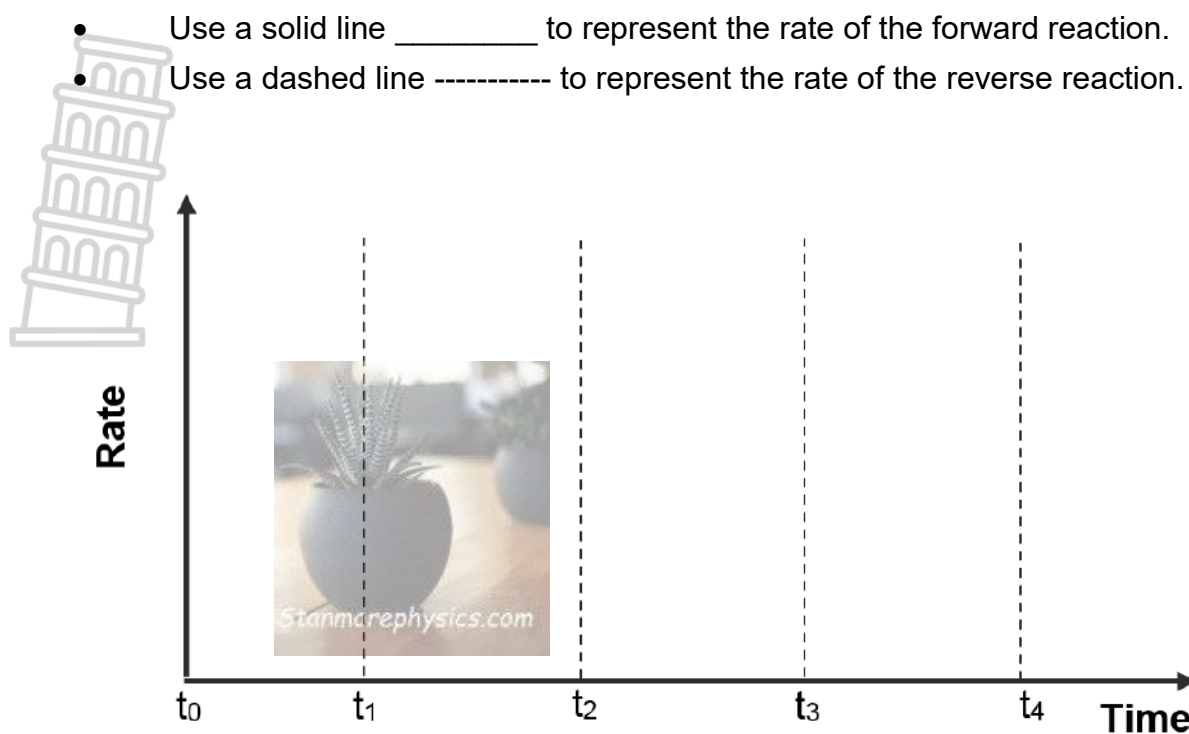 • Use a solid line ________ to represent the rate of the forward reaction.
• Use a dashed line ----------- to represent the rate of the reverse reaction.
Rate
Stanmorephysics.com
t₀ t₁ t₂ t₃ t₄ Time